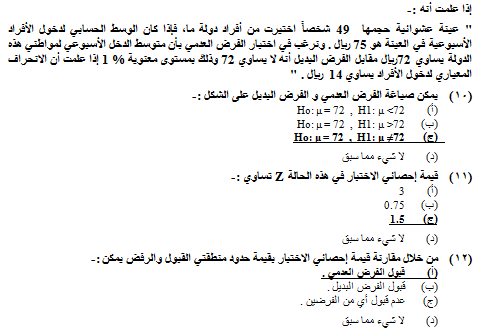 إذا علمت أنه :-
" عينة عشوائية حجمها 49 شخصاً اختيرت من أفراد دولة ما، فإذا كان الوسط الحسابي لدخول الأفراد
الأسبوعية في العينة هو 75 ريال . وترغب في اختبار الفرض العدمي بأن متوسط الدخل الأسبوعي لمواطني هذه
الدولة يساوي 72 ريال مقابل الفرض البديل أنه لا يساوي 72 وذلك بمستوى معنوية % 1 إذا علمت أن الانحراف
المعياري لدخول الأفراد يساوي 14 ريال . "
(١٠) يمكن صياغة الفرض العدمي و الفرض البديل على الشكل :-
(أ) Ho: μ = 72 , H1: μ <72
(ب) Ho: μ = 72 , H1: μ >72
(ج) Ho: μ = 72 , H1: μ ≠72
(د) لا شيء مما سبق
(١١) قيمة إحصائي الاختبار في هذه الحالة Z تساوي :-
(أ) 3
(ب) 0.75
(ج) 1.5
(د) لا شيء مما سبق
(١٢) من خلال مقارنة قيمة إحصائي الاختبار بقيمة حدود منطقتي القبول والرفض يمكن :-
(أ) قبول الفرض العدمي .
(ب) قبول الفرض البديل .
(ج) عدم قبول أي من الفرضين .
(د) لا شيء مما سبق